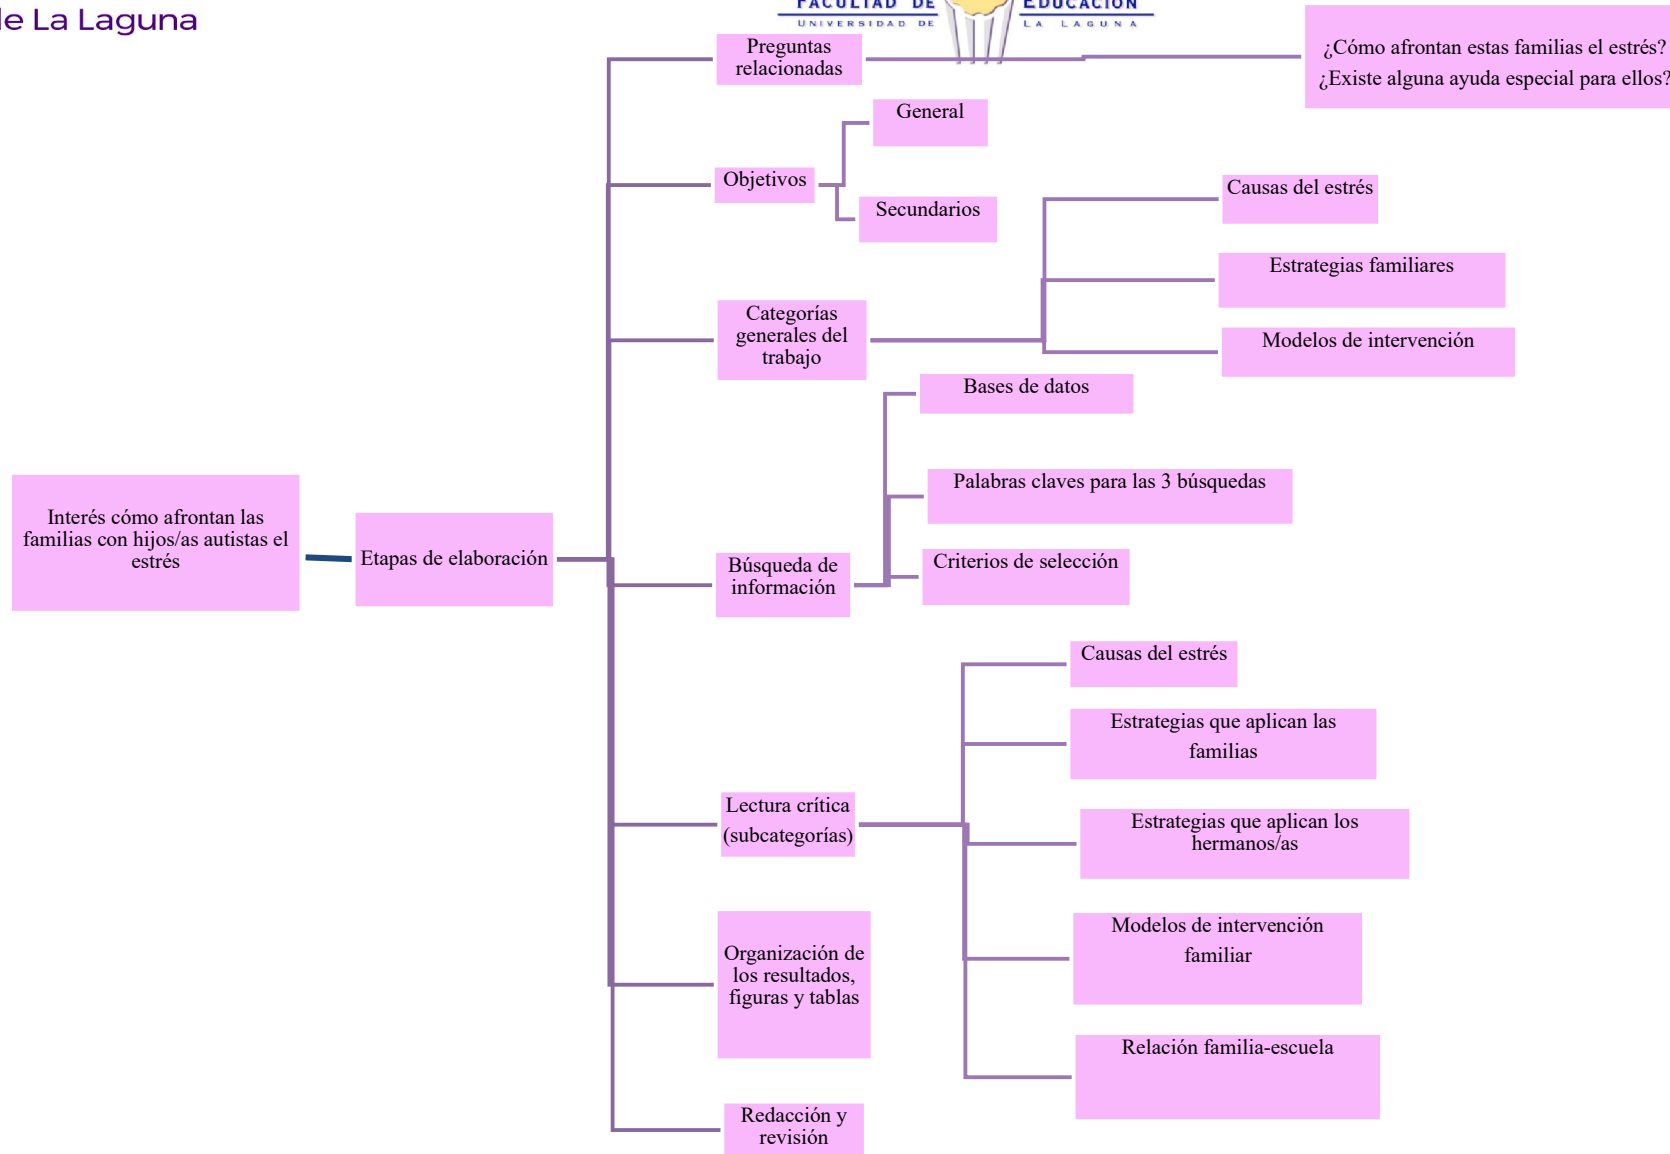 de La Laguna
FACULTAD DE EDUCACIÓN
UNIVERSIDAD DE LA LAGUNA
Preguntas
relacionadas
¿Cómo afrontan estas familias el estrés?
¿Existe alguna ayuda especial para ellos?
Objetivos
General
Secundarios
Categorías
generales del
trabajo
Causas del estrés
Estrategias familiares
Modelos de intervención
Interés cómo afrontan las
familias con hijos/as autistas el
estrés
Etapas de elaboración
Búsqueda de
información
Bases de datos
Palabras claves para las 3 búsquedas
Criterios de selección
Lectura crítica
(subcategorías)
Causas del estrés
Estrategias que aplican las
familias
Estrategias que aplican los
hermanos/as
Modelos de intervención
familiar
Relación familia-escuela
Organización de
los resultados,
figuras y tablas
Redacción y
revisión